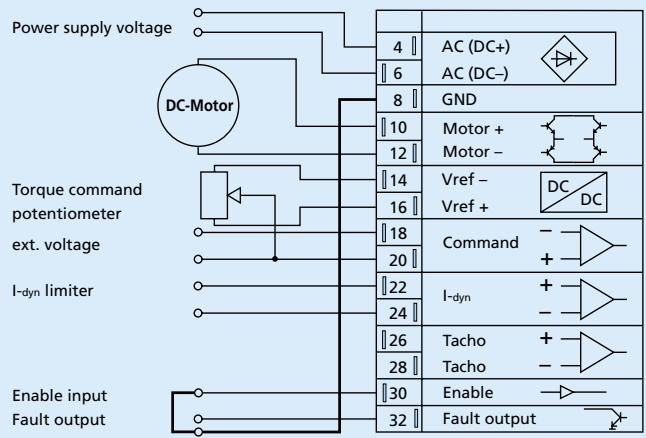 Power supply voltage
4 AC (DC+)
6 AC (DC–)
8 GND
DC-Motor
10 Motor +
12 Motor –
14 Vref –
16 Vref +
DC
DC
Torque command
potentiometer
ext. voltage
18
20
Command
–
+
I-dyn limiter
22
24
I-dyn
+
–
26 Tacho +
28 Tacho –
Enable input
30 Enable
Fault output
32 Fault output